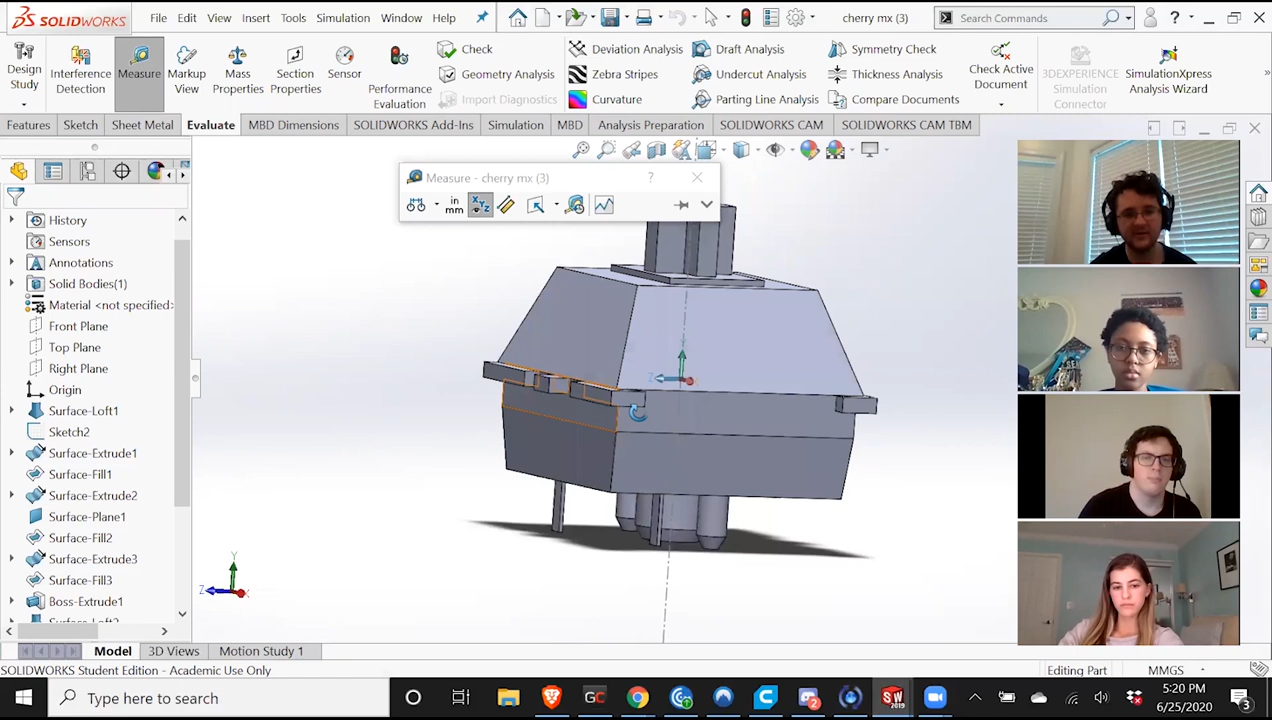 SOLIDWORKS File Edit View Insert Tools Simulation Window Help cherry mx (3) Search Commands ?
Design Study
Interference Detection
Measure
Markup View
Mass Properties
Section Properties
Sensor
Performance Evaluation
Check
Geometry Analysis
Import Diagnostics
Deviation Analysis
Zebra Stripes
Curvature
Draft Analysis
Undercut Analysis
Parting Line Analysis
Symmetry Check
Thickness Analysis
Compare Documents
Check Active Document
3DEXPERIENCE Simulation Connector
SimulationXpress Analysis Wizard
Features Sketch Sheet Metal Evaluate MBD Dimensions SOLIDWORKS Add-Ins Simulation MBD Analysis Preparation SOLIDWORKS CAM SOLIDWORKS CAM TBM
Measure - cherry mx (3) ?
in mm XYZ
History
Sensors
Annotations
Solid Bodies(1)
Material <not specified>
Front Plane
Top Plane
Right Plane
Origin
Surface-Loft1
Sketch2
Surface-Extrude1
Surface-Fill1
Surface-Extrude2
Surface-Plane1
Surface-Fill2
Surface-Extrude3
Surface-Fill3
Boss-Extrude1
Z
Y
Z
Model 3D Views Motion Study 1
SOLIDWORKS Student Edition - Academic Use Only Editing Part MMGS
Type here to search
GC
2
SW 2019
5:20 PM
6/25/2020
3